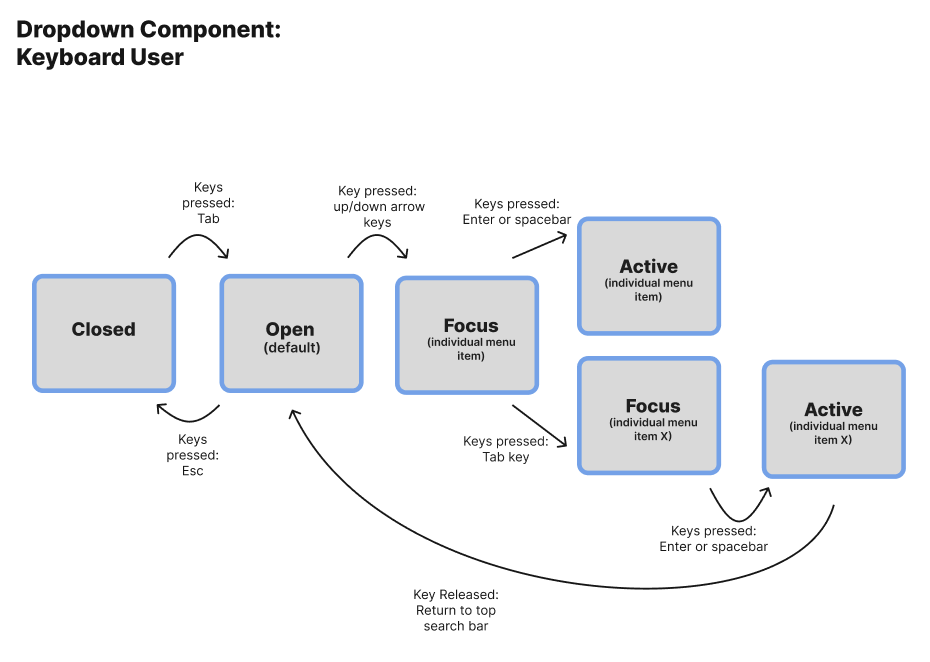 Dropdown Component:
Keyboard User
Keys
pressed:
Tab
Key pressed:
up/down arrow
keys
Keys pressed:
Enter or spacebar
Closed
Open
(default)
Focus
(individual menu
item)
Active
(individual menu
item)
Focus
(individual menu
item X)
Active
(individual menu
item X)
Keys
pressed:
Esc
Keys pressed:
Tab key
Keys pressed:
Enter or spacebar
Key Released:
Return to top
search bar